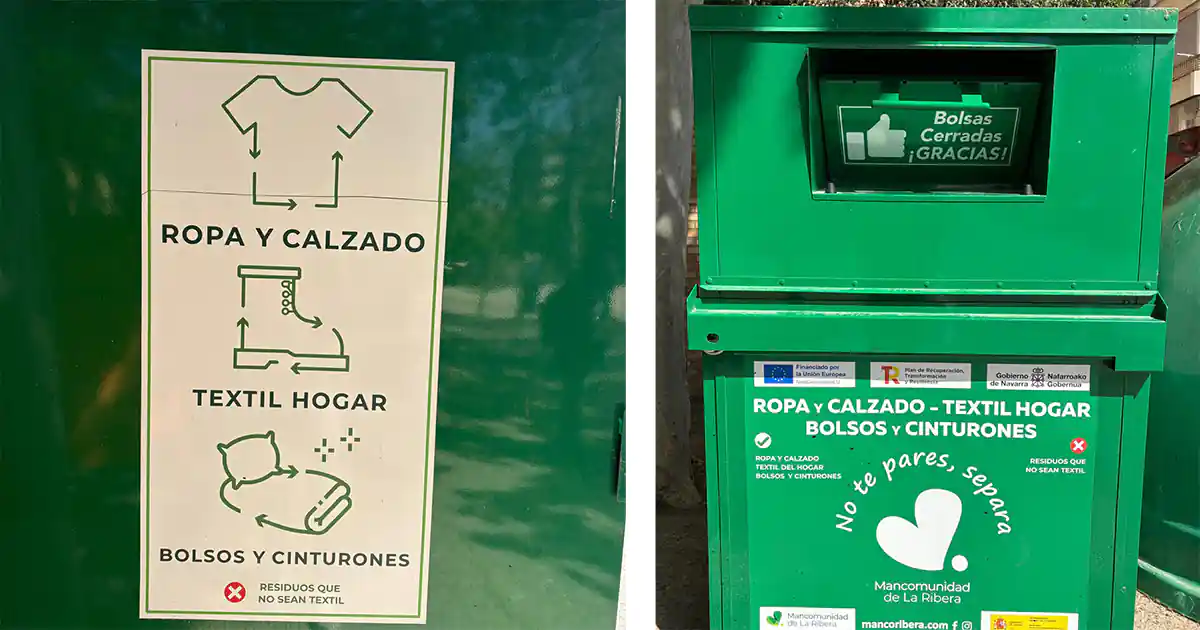 ROPA Y CALZADO
TEXTIL HOGAR
BOLSOS Y CINTURONES
RESIDUOS QUE
NO SEAN TEXTIL
Bolsas
Cerradas
¡GRACIAS!
Financiado por
la Unión Europea
Plan de Recuperación,
Transformación
y Resiliencia
Gobierno
de Navarra
Nafarroako
Gobernua
ROPA Y CALZADO - TEXTIL HOGAR
BOLSOS Y CINTURONES
ROPA Y CALZADO
TEXTIL DEL HOGAR
BOLSOS Y CINTURONES
RESIDUOS QUE
NO SEAN TEXTIL
No te pares, separa
Mancomunidad
de La Ribera
Mancomunidad
de La Ribera
mancoribera.com